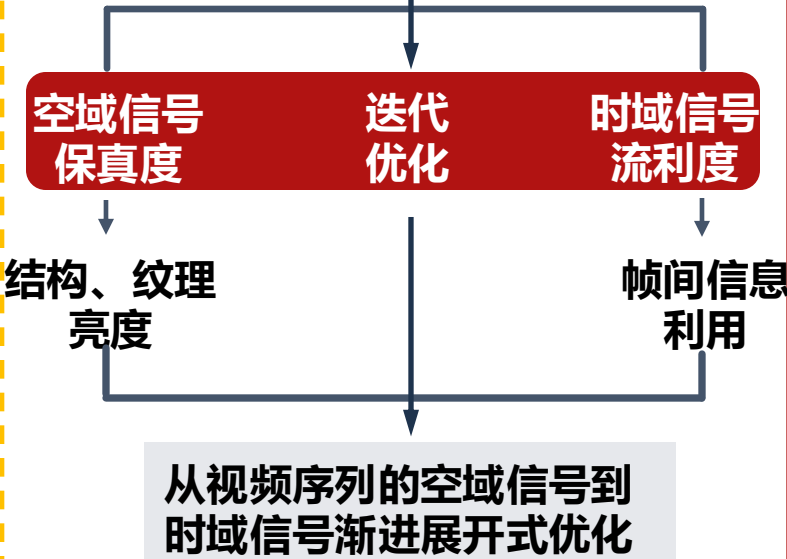 空域信号
保真度
迭代
优化
时域信号
流利度
结构、纹理
亮度
帧间信息
利用
从视频序列的空域信号到
时域信号渐进展开式优化